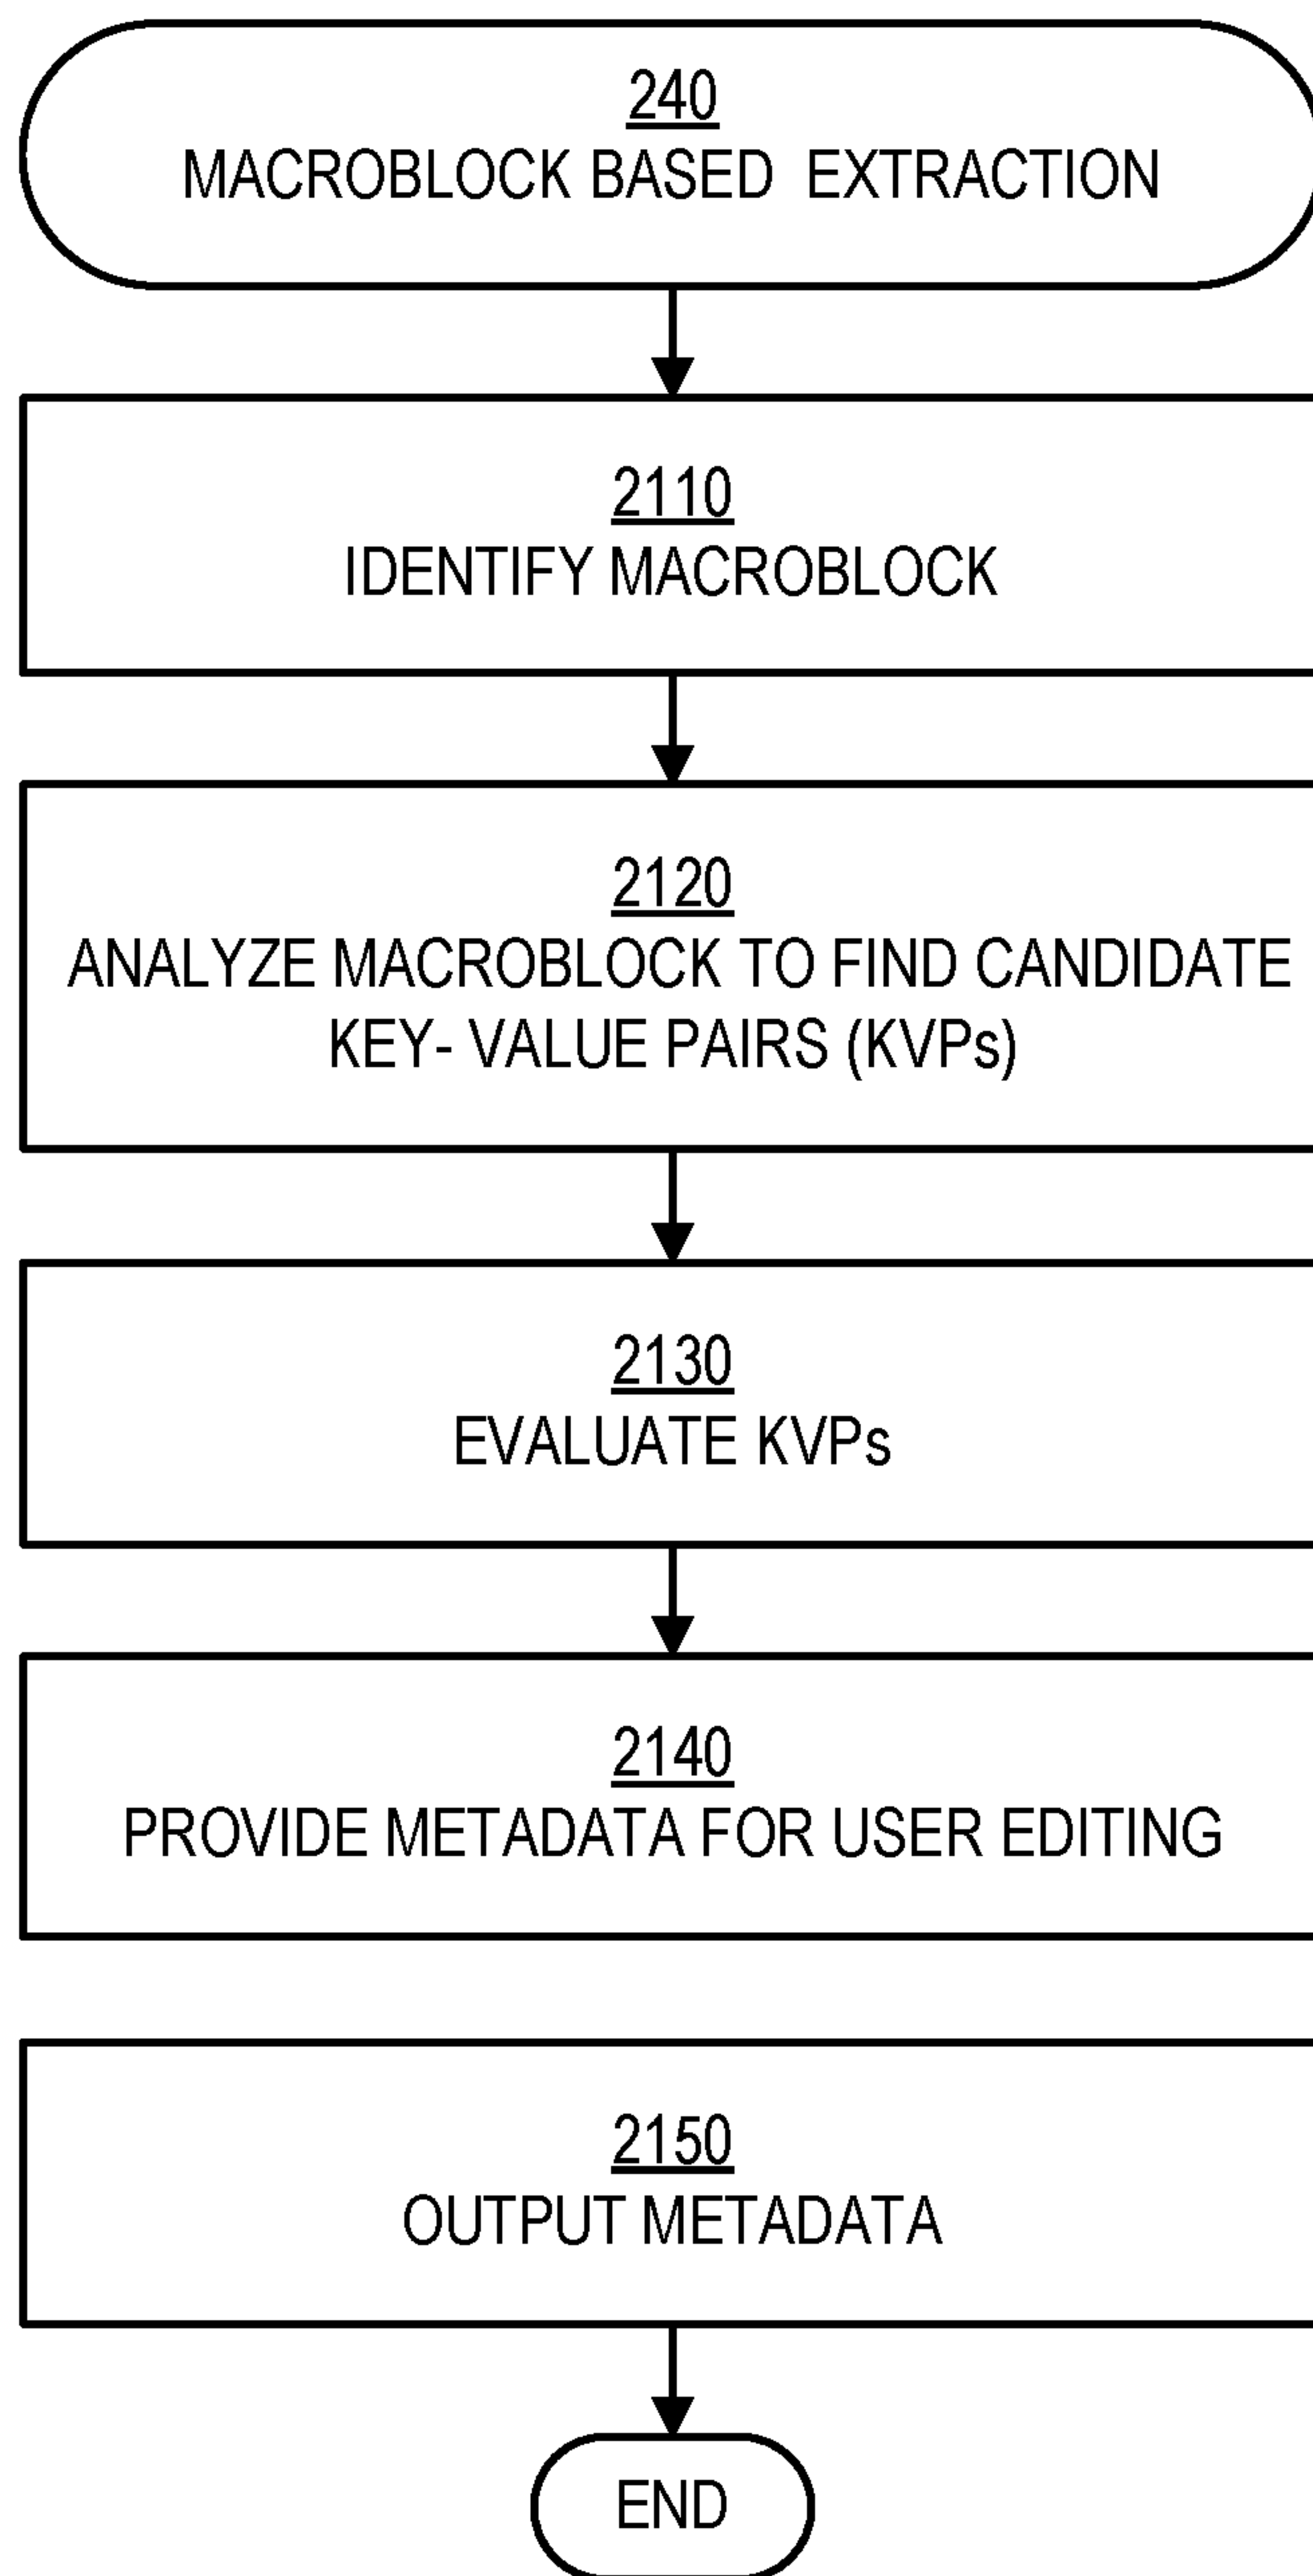 240
MACROBLOCK BASED EXTRACTION
2110
IDENTIFY MACROBLOCK
2120
ANALYZE MACROBLOCK TO FIND CANDIDATE
KEY- VALUE PAIRS (KVPs)
2130
EVALUATE KVPs
2140
PROVIDE METADATA FOR USER EDITING
2150
OUTPUT METADATA
END